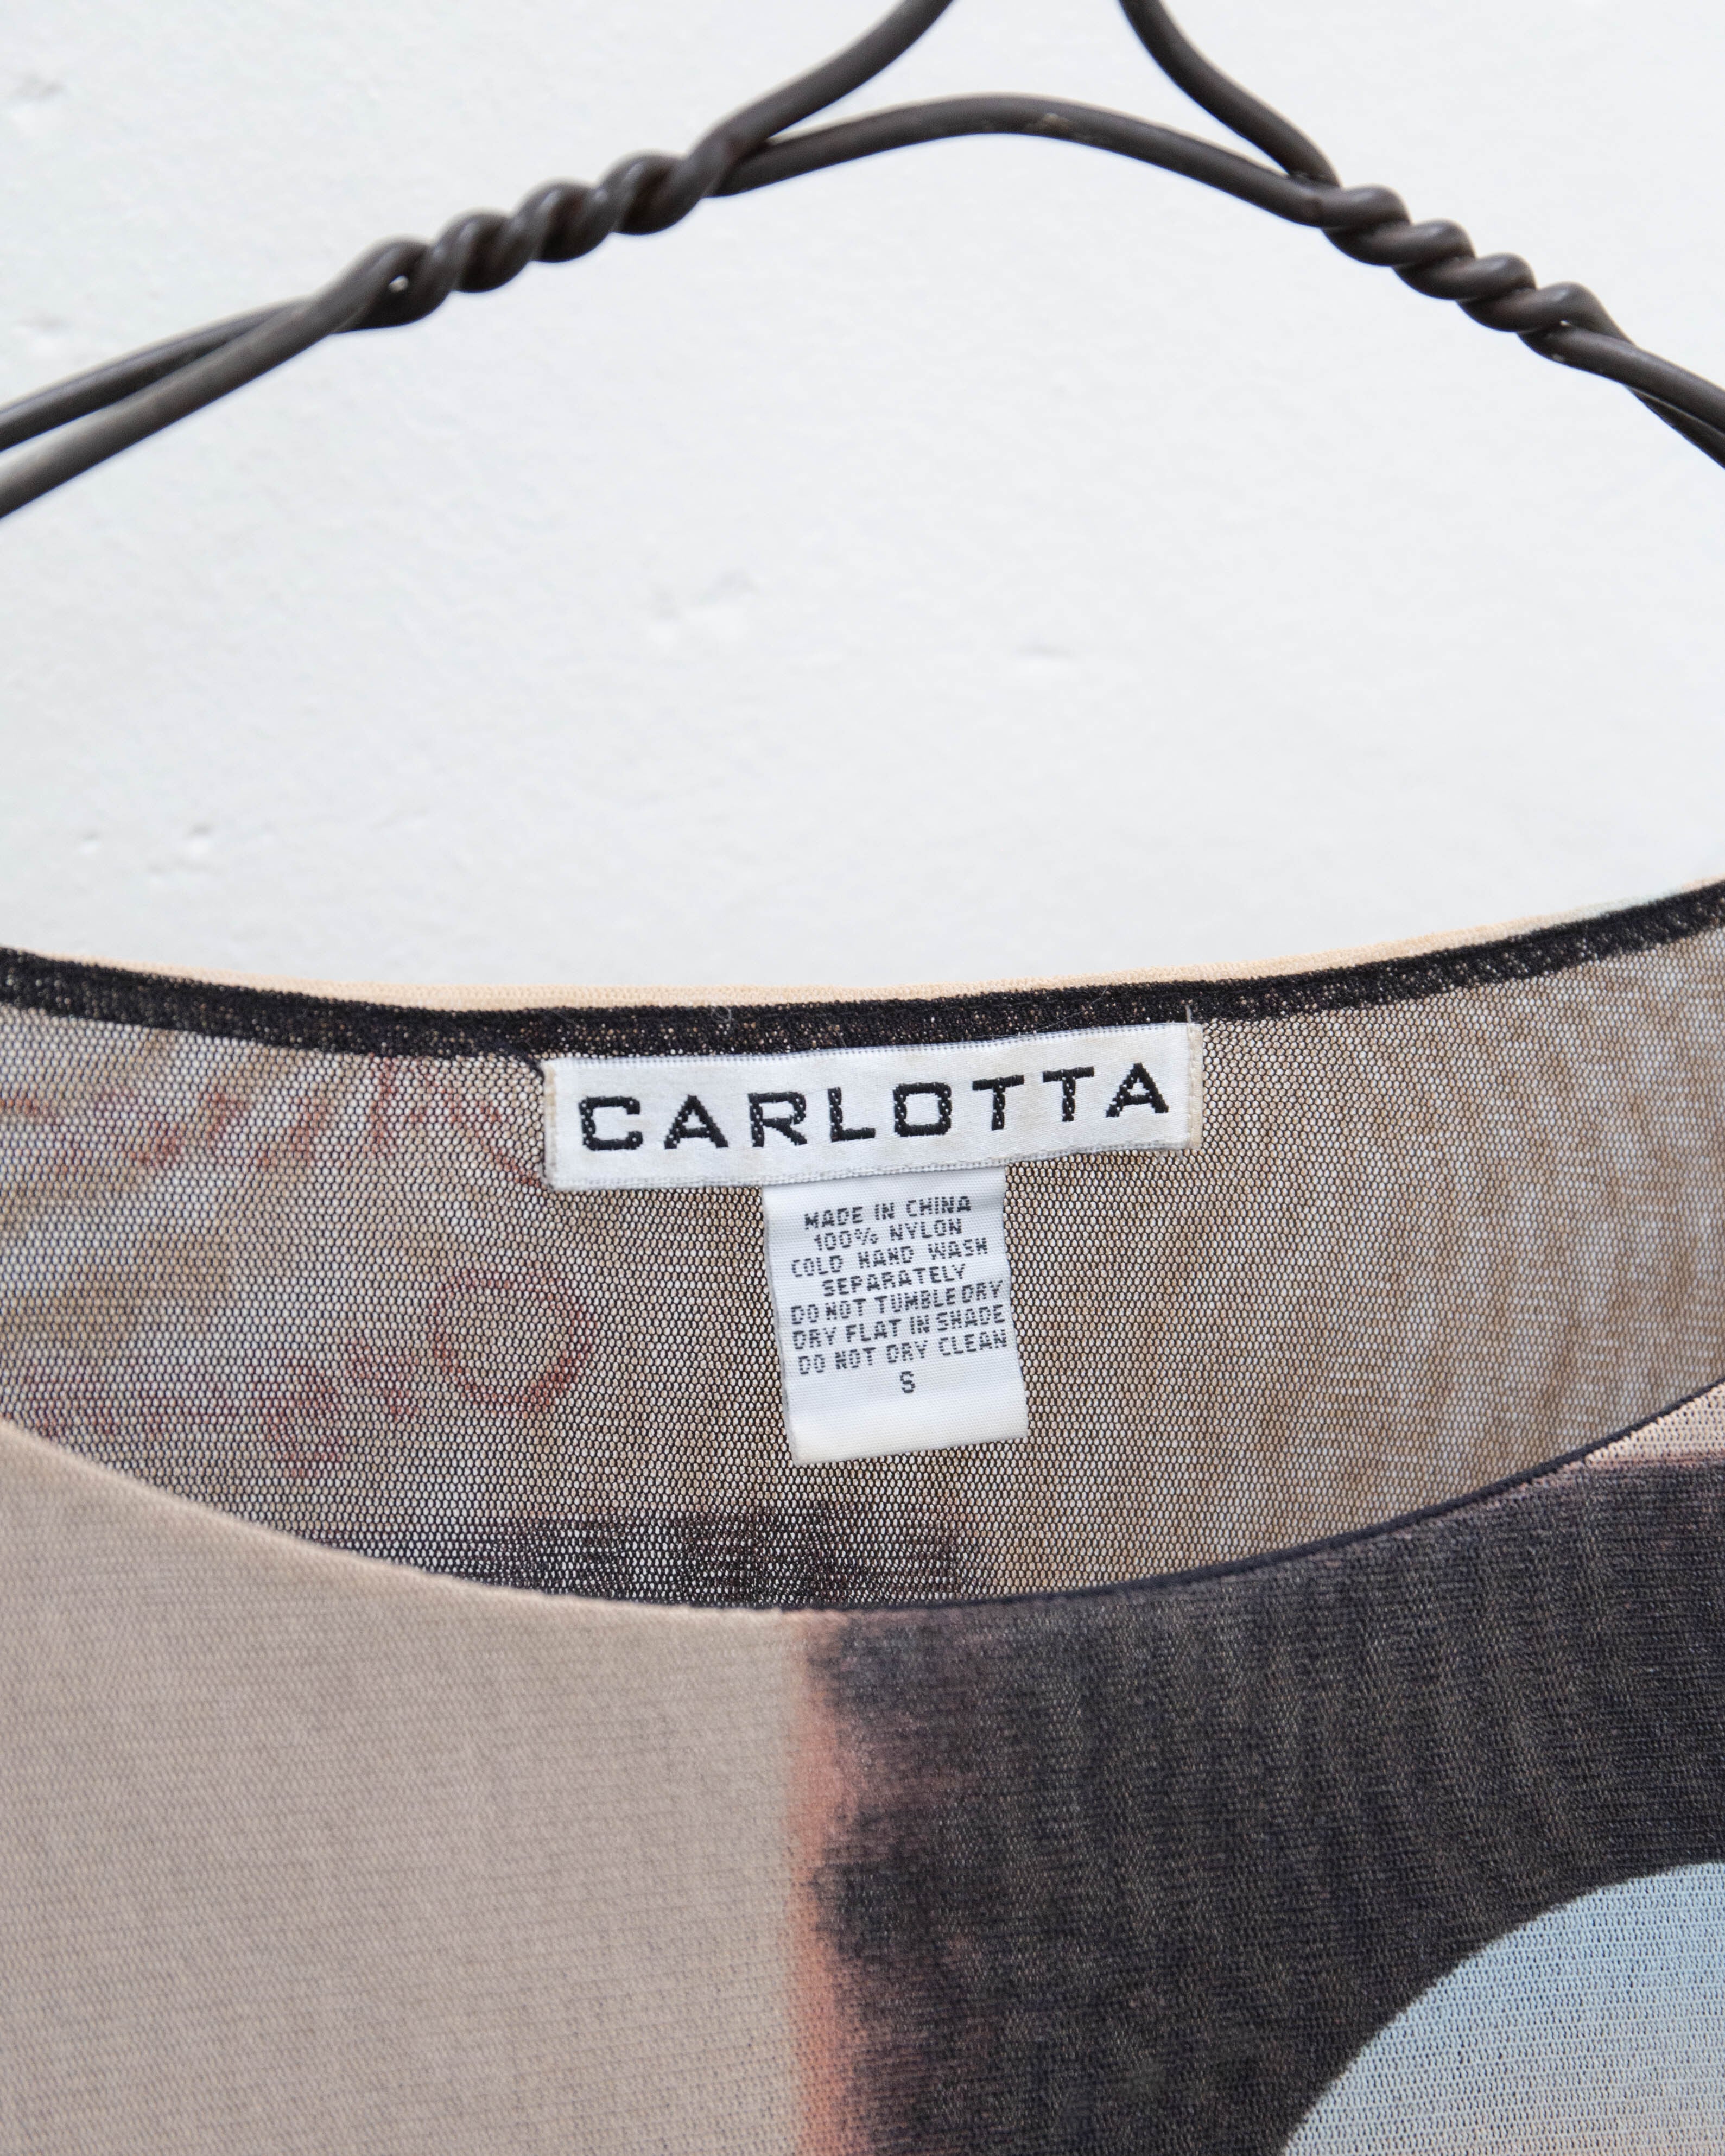 CARLOTTA
MADE IN CHINA
100% NYLON
COLD HAND WASH
SEPARATELY
DO NOT TUMBLE DRY
DRY FLAT IN SHADE
DO NOT DRY CLEAN
S